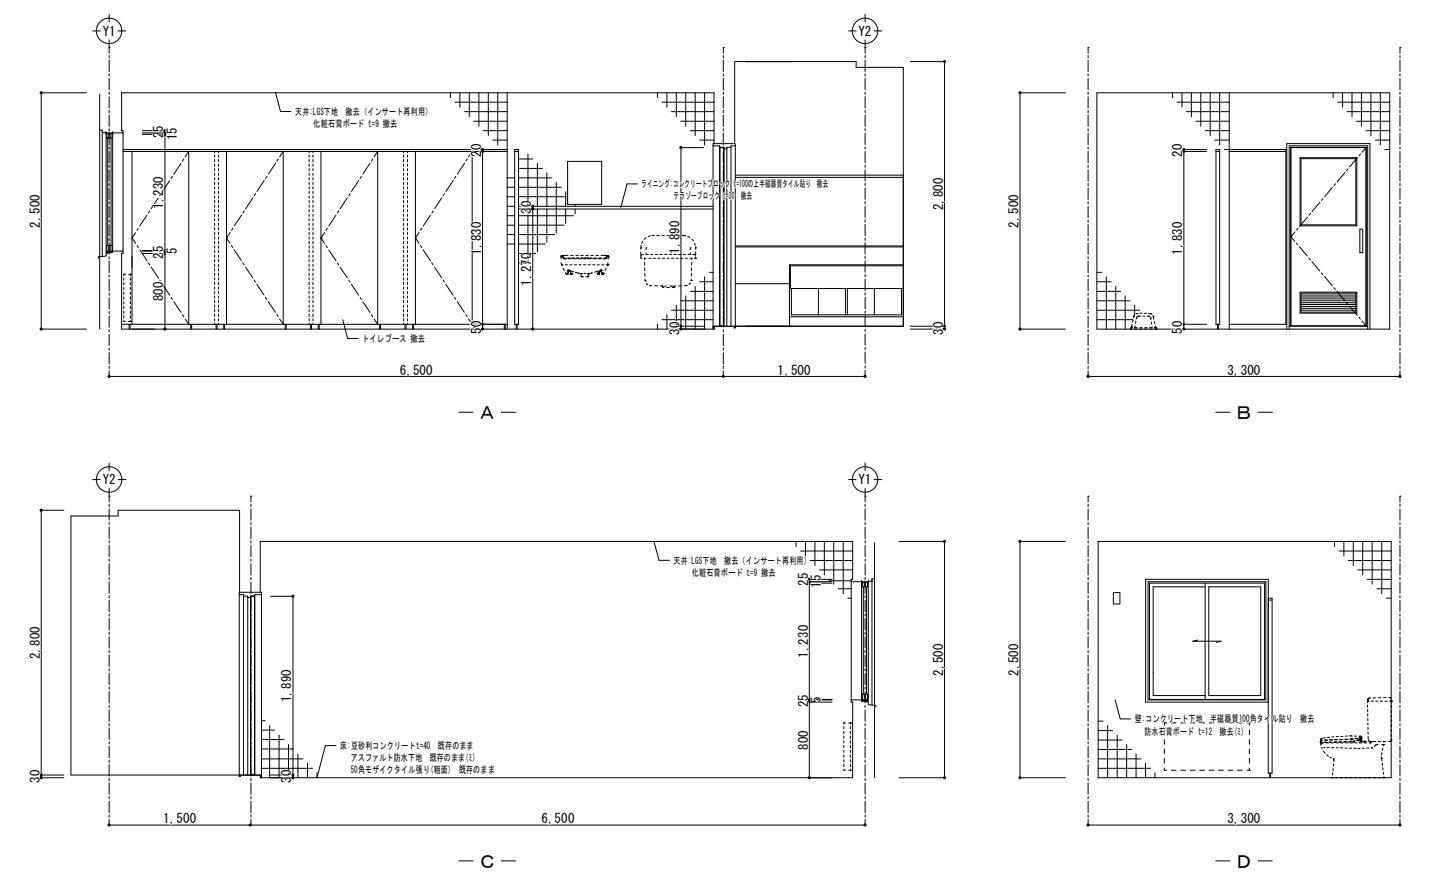 Y1
Y2
天井:LGS下地　撤去 (インサート再利用)
化粧石膏ボード t=9 撤去
25
15
20
2,500
1,230
ライニング:コンクリートブロック t=100の上半磁器質タイル貼り　撤去
テラゾーブロック t=30　撤去
30
2,800
1,830
1,890
25
5
1,270
800
50
30
30
トイレブース 撤去
6,500
1,500
― A ―
2,500
20
1,830
50
3,300
― B ―
Y2
Y1
天井:LGS下地　撤去 (インサート再利用)
化粧石膏ボード t=9 撤去
25
15
2,800
1,230
2,500
1,890
25
5
800
床:豆砂利コンクリートt=40　既存のまま
アスファルト防水下地　既存のまま(ミ)
50角モザイクタイル張り(粗面)　既存のまま
30
30
1,500
6,500
― C ―
2,500
壁:コンクリート下地　半磁器質100角タイル貼り　撤去
防水石膏ボード t=12　撤去(ミ)
3,300
― D ―